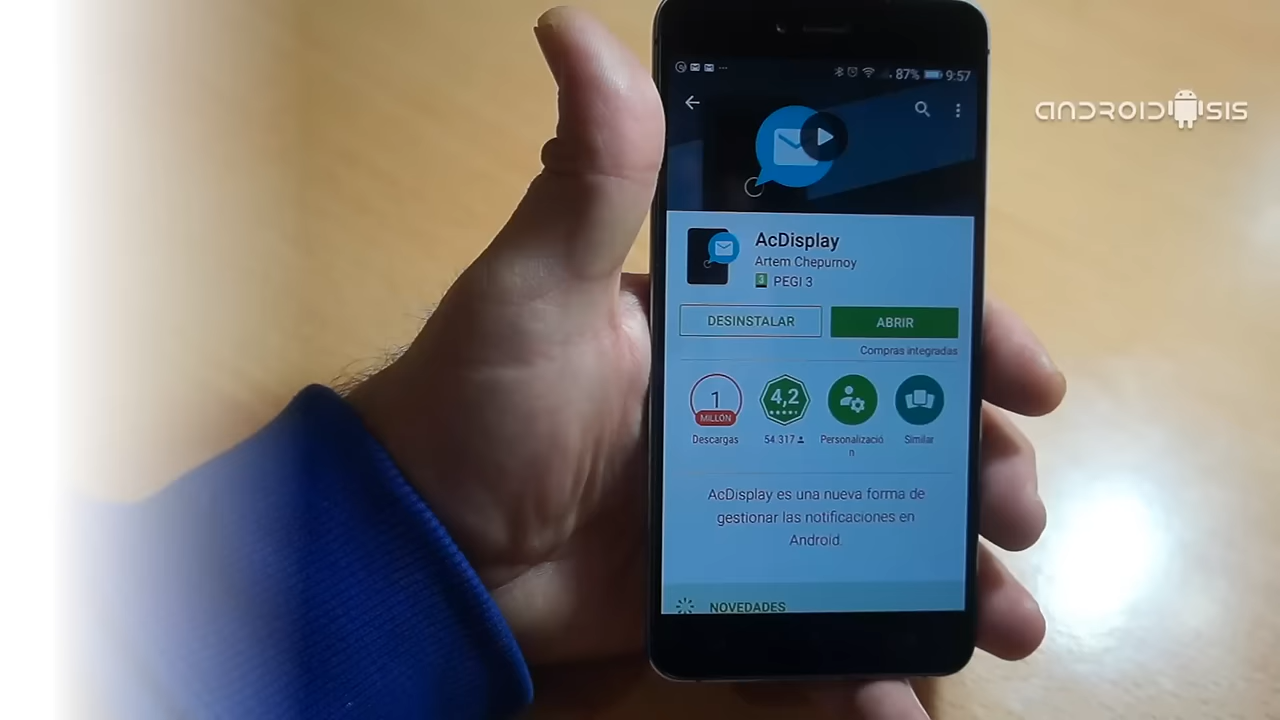 87% 9:57
ANDROIDSIS
AcDisplay
Artem Chepurnoy
3 PEGI 3
DESINSTALAR
ABRIR
Compras integradas
1
MILLÓN
4,2
Descargas
54.317
Personalizació
n
Similar
AcDisplay es una nueva forma de
gestionar las notificaciones en
Android.
NOVEDADES